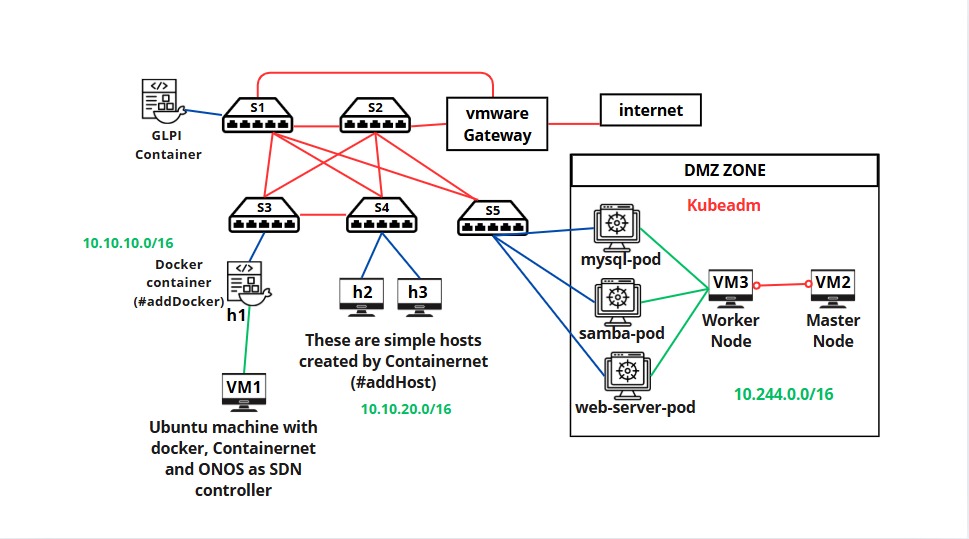 S1
S2
vmware
Gateway
internet
GLPI
Container
DMZ ZONE
Kubeadm
S3
S4
S5
10.10.10.0/16
Docker
container
(#addDocker)
h1
h2
h3
mysql-pod
samba-pod
web-server-pod
VM3
VM2
Worker
Node
Master
Node
10.244.0.0/16
These are simple hosts
created by Containernet
(#addHost)
10.10.20.0/16
VM1
Ubuntu machine with
docker, Containernet
and ONOS as SDN
controller